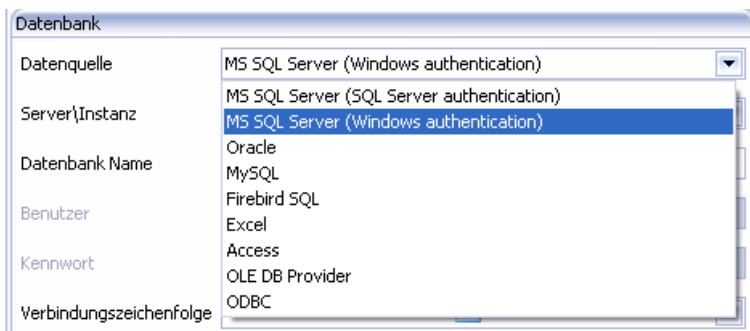 Datenbank
Datenquelle MS SQL Server (Windows authentication)
MS SQL Server (SQL Server authentication)
Server\Instanz
MS SQL Server (Windows authentication)
Oracle
Datenbank Name
MySQL
Firebird SQL
Benutzer
Excel
Access
Kennwort
OLE DB Provider
ODBC
Verbindungszeichenfolge